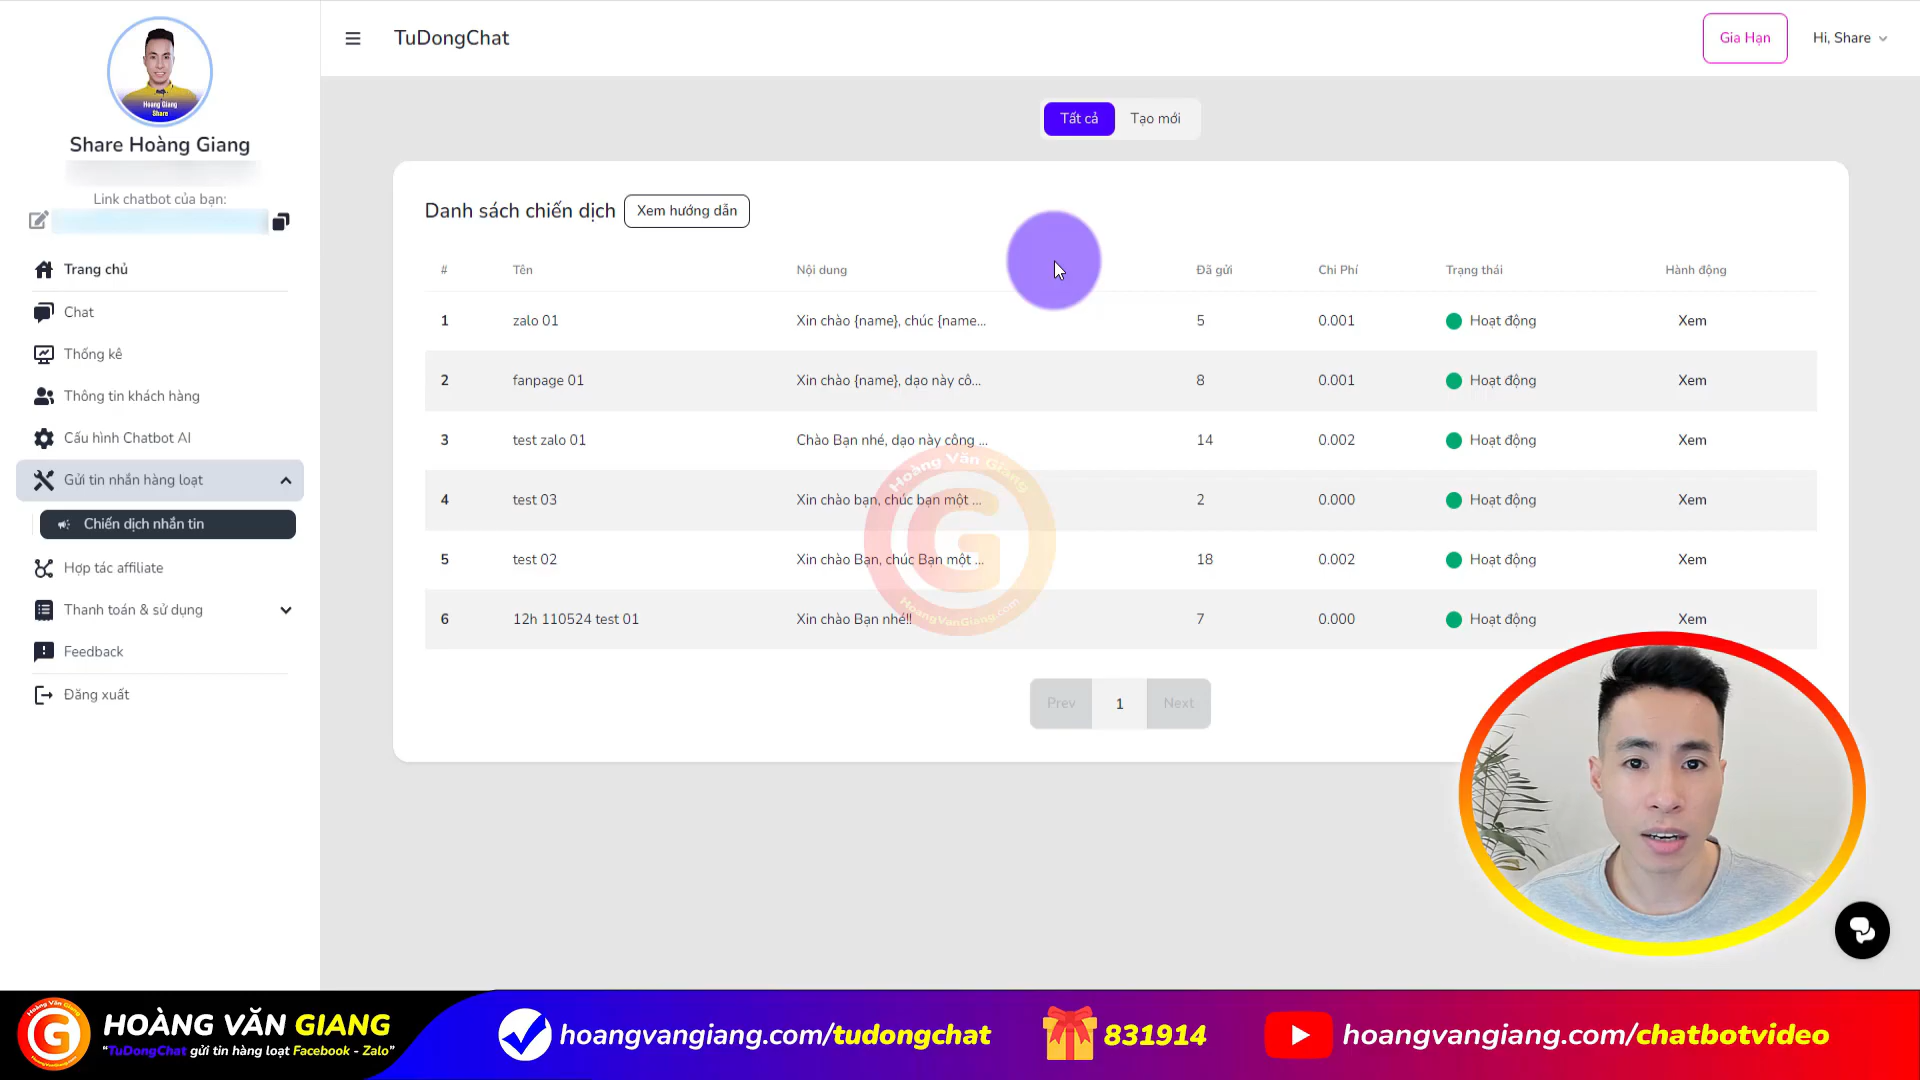 Hoang Giang
Share
Share Hoàng Giang
Link chatbot của bạn:
Trang chủ
Chat
Thống kê
Thông tin khách hàng
Cấu hình Chatbot AI
Gửi tin nhắn hàng loạt
Chiến dịch nhắn tin
Hợp tác affiliate
Thanh toán & sử dụng
Feedback
Đăng xuất
TuDongChat
Gia Hạn
Hi, Share
Tất cả
Tạo mới
Danh sách chiến dịch
Xem hướng dẫn
# Tên Nội dung Đã gửi Chi Phí Trạng thái Hành động
1 zalo 01 Xin chào {name}, chúc {name... 5 0.001 Hoạt động Xem
2 fanpage 01 Xin chào {name}, dạo này cô... 8 0.001 Hoạt động Xem
3 test zalo 01 Chào Bạn nhé, dạo này công ... 14 0.002 Hoạt động Xem
4 test 03 Xin chào bạn, chúc bạn một ... 2 0.000 Hoạt động Xem
5 test 02 Xin chào Bạn, chúc Bạn một ... 18 0.002 Hoạt động Xem
6 12h 110524 test 01 Xin chào Bạn nhé!! 7 0.000 Hoạt động Xem
Hoàng Văn Giang
G
HoangVanGiang.com
Prev 1 Next
HOÀNG VĂN GIANG
“TuDongChat gửi tin hàng loạt Facebook - Zalo”
hoangvangiang.com/tudongchat
831914
hoangvangiang.com/chatbotvideo